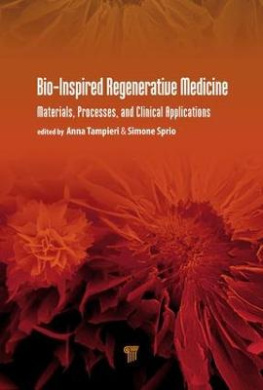 Bio-Inspired Regenerative Medicine
Materials, Processes, and Clinical Applications
edited by Anna Tampieri & Simone Sprio